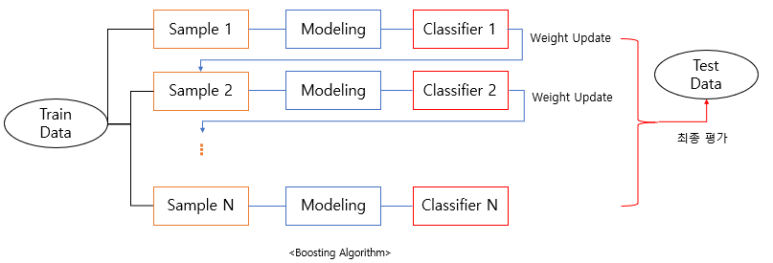 Sample 1
Modeling
Classifier 1
Weight Update
Sample 2
Modeling
Classifier 2
Weight Update
Train
Data
Test
Data
최종 평가
Sample N
Modeling
Classifier N
<Boosting Algorithm>